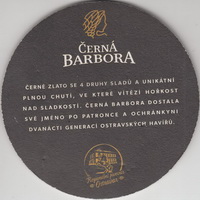 ČERNÁ
BARBORA
ČERNÉ ZLATO SE 4 DRUHY SLADŮ A UNIKÁTNÍ
PLNOU CHUTÍ, VE KTERÉ VÍTĚZÍ HOŘKOST
NAD SLADKOSTÍ. ČERNÁ BARBORA DOSTALA
SVÉ JMÉNO PO PATRONCE A OCHRÁNKYNI
DVANÁCTI GENERACÍ OSTRAVSKÝCH HAVÍŘŮ.